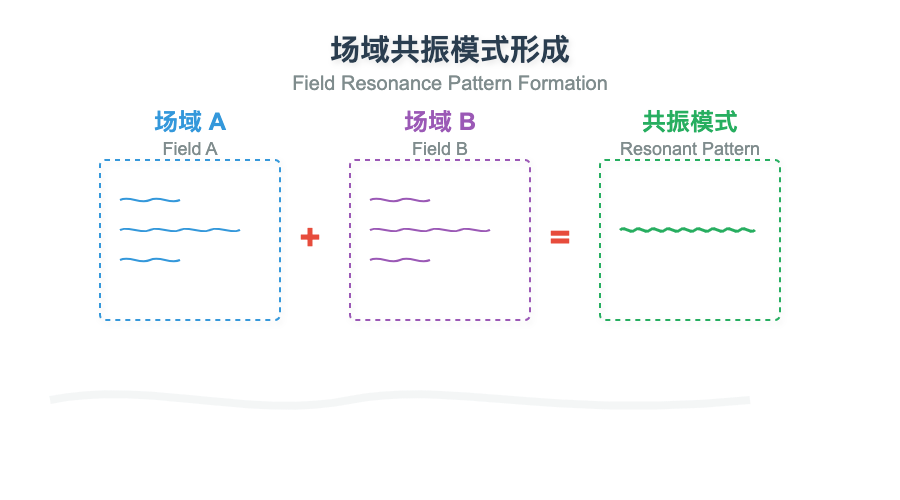 场域共振模式形成
Field Resonance Pattern Formation
场域 A
Field A
场域 B
Field B
共振模式
Resonant Pattern
+
=